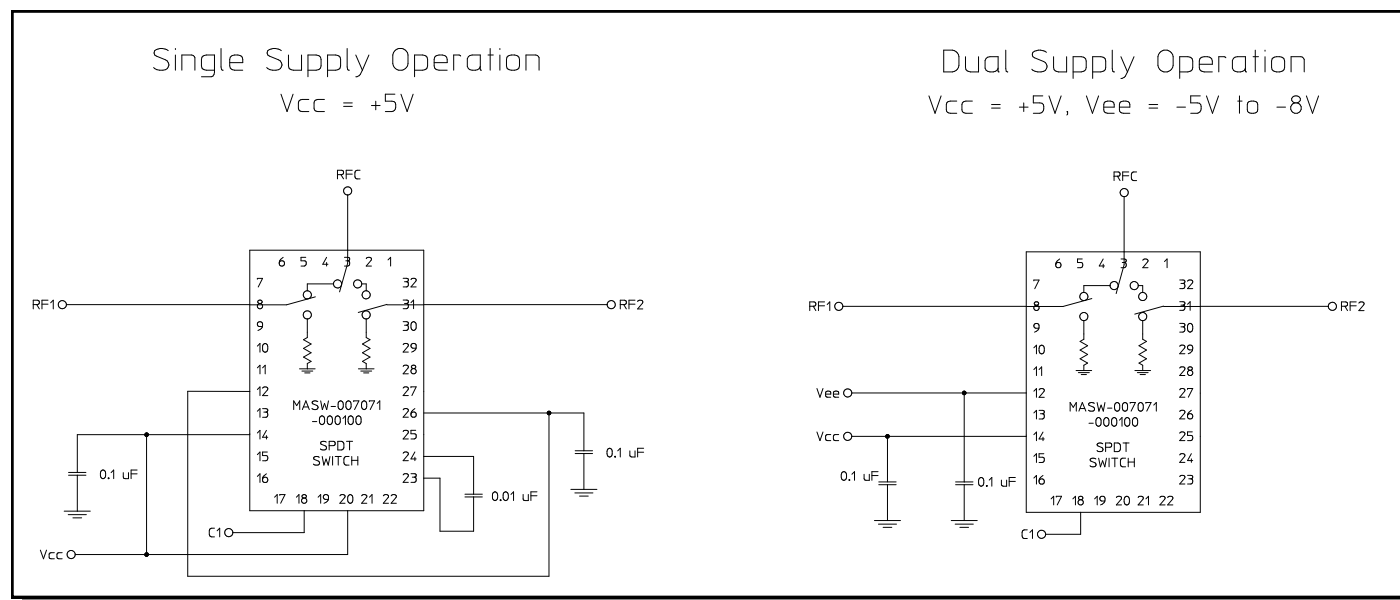 Single Supply Operation
Vcc = +5V
RFC
6 5 4 3 2 1
7 32
RF1 8 31 RF2
9 30
10 29
11 28
12 27
13 MASW-007071 26
-000100
14 25
15 SPDT 24 0.1 uF
SWITCH
16 23
0.1 uF
0.01 uF
17 18 19 20 21 22
C1
Vcc
Dual Supply Operation
Vcc = +5V, Vee = -5V to -8V
RFC
6 5 4 3 2 1
7 32
RF1 8 31 RF2
9 30
10 29
11 28
Vee 12 27
13 MASW-007071 26
-000100
Vcc 14 25
15 SPDT 24
SWITCH
0.1 uF 0.1 uF 16 23
17 18 19 20 21 22
C1